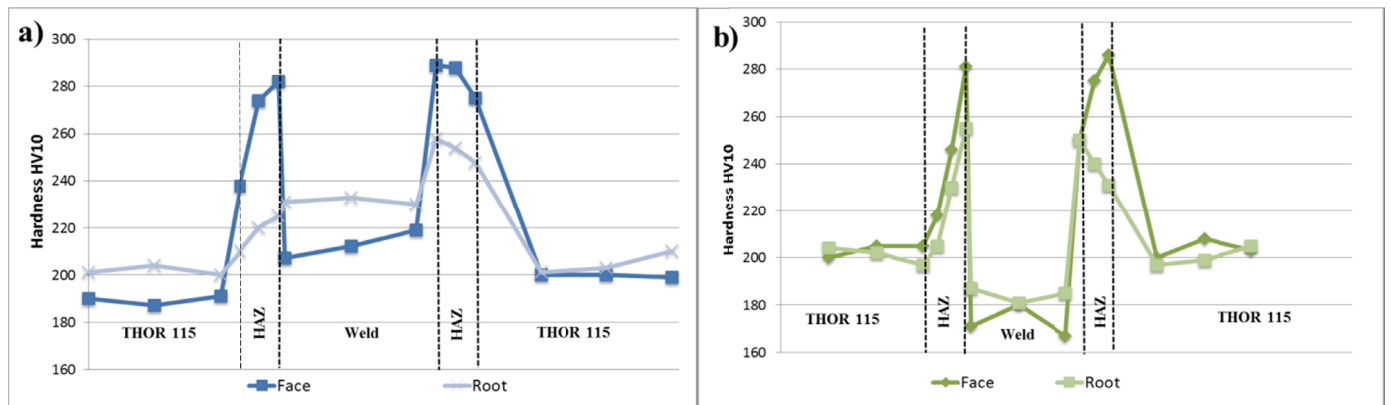 a)
300
280
260
240
220
200
180
160
Hardness HV10
THOR 115
HAZ
Weld
HAZ
THOR 115
Face
Root
b)
300
280
260
240
220
200
180
160
Hardness HV10
THOR 115
HAZ
Weld
HAZ
THOR 115
Face
Root